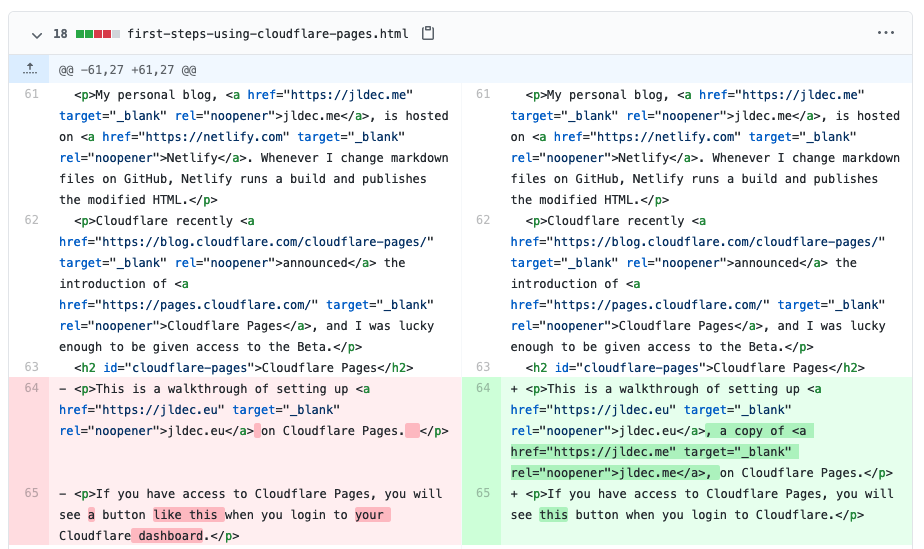 18 first-steps-using-cloudflare-pages.html
@@ -61,27 +61,27 @@
61 <p>My personal blog, <a href="https://jldec.me"
target="_blank" rel="noopener">jldec.me</a>, is hosted
on <a href="https://netlify.com" target="_blank"
rel="noopener">Netlify</a>. Whenever I change markdown
files on GitHub, Netlify runs a build and publishes
the modified HTML.</p>
62 <p>Cloudflare recently <a
href="https://blog.cloudflare.com/cloudflare-pages/"
target="_blank" rel="noopener">announced</a> the
introduction of <a
href="https://pages.cloudflare.com/" target="_blank"
rel="noopener">Cloudflare Pages</a>, and I was lucky
enough to be given access to the Beta.</p>
63 <h2 id="cloudflare-pages">Cloudflare Pages</h2>
64 - <p>This is a walkthrough of setting up <a
href="https://jldec.eu" target="_blank"
rel="noopener">jldec.eu</a> on Cloudflare Pages.  </p>
65 - <p>If you have access to Cloudflare Pages, you will
see a button like this when you login to your
Cloudflare dashboard.</p>
61 <p>My personal blog, <a href="https://jldec.me"
target="_blank" rel="noopener">jldec.me</a>, is hosted
on <a href="https://netlify.com" target="_blank"
rel="noopener">Netlify</a>. Whenever I change markdown
files on GitHub, Netlify runs a build and publishes
the modified HTML.</p>
62 <p>Cloudflare recently <a
href="https://blog.cloudflare.com/cloudflare-pages/"
target="_blank" rel="noopener">announced</a> the
introduction of <a
href="https://pages.cloudflare.com/" target="_blank"
rel="noopener">Cloudflare Pages</a>, and I was lucky
enough to be given access to the Beta.</p>
63 <h2 id="cloudflare-pages">Cloudflare Pages</h2>
64 + <p>This is a walkthrough of setting up <a
href="https://jldec.eu" target="_blank"
rel="noopener">jldec.eu</a>, a copy of <a
href="https://jldec.me" target="_blank"
rel="noopener">jldec.me</a>, on Cloudflare Pages.</p>
65 + <p>If you have access to Cloudflare Pages, you will
see this button when you login to Cloudflare.</p>